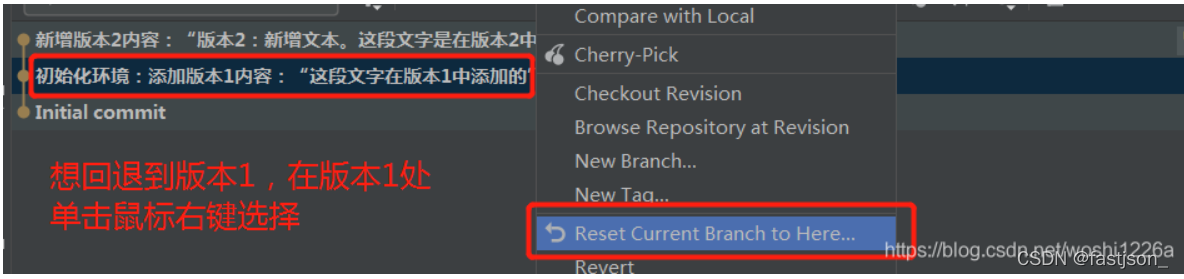 Compare with Local
新增版本2内容：“版本2：新增文本。这段文字是在版本2中
Cherry-Pick
初始化环境：添加版本1内容：“这段文字在版本1中添加的”
Checkout Revision
Initial commit
Browse Repository at Revision
New Branch...
想回退到版本1，在版本1处
单击鼠标右键选择
New Tag...
Reset Current Branch to Here...
https://blog.csdn.net/woshi1226a
CSDN @fastjson_
Revert